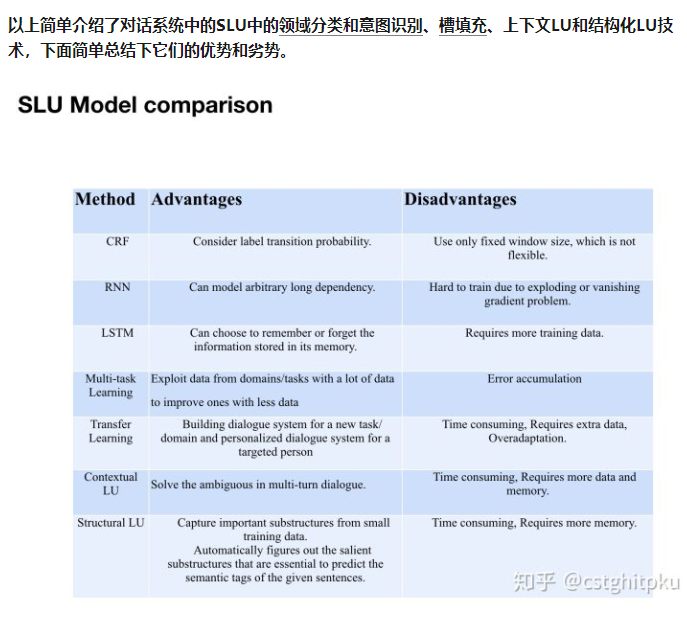 以上简单介绍了对话系统中的SLU中的领域分类和意图识别、槽填充、上下文LU和结构化LU技
术，下面简单总结下它们的优势和劣势。
SLU Model comparison
Method Advantages Disadvantages
CRF
Consider label transition probability.
Use only fixed window size, which is not
flexible.
RNN
Can model arbitrary long dependency.
Hard to train due to exploding or vanishing
gradient problem.
LSTM
Can choose to remember or forget the
information stored in its memory.
Requires more training data.
Multi-task
Learning
Exploit data from domains/tasks with a lot of data
to improve ones with less data
Error accumulation
Transfer
Learning
Building dialogue system for a new task/
domain and personalized dialogue system for a
targeted person
Time consuming, Requires extra data,
Overadaptation.
Contextual
LU
Solve the ambiguous in multi-turn dialogue.
Time consuming, Requires more data and
memory.
Structural LU
Capture important substructures from small
training data.
Automatically figures out the salient
substructures that are essential to predict the
semantic tags of the given sentences.
Time consuming, Requires more memory.
知乎 @cstghitpku